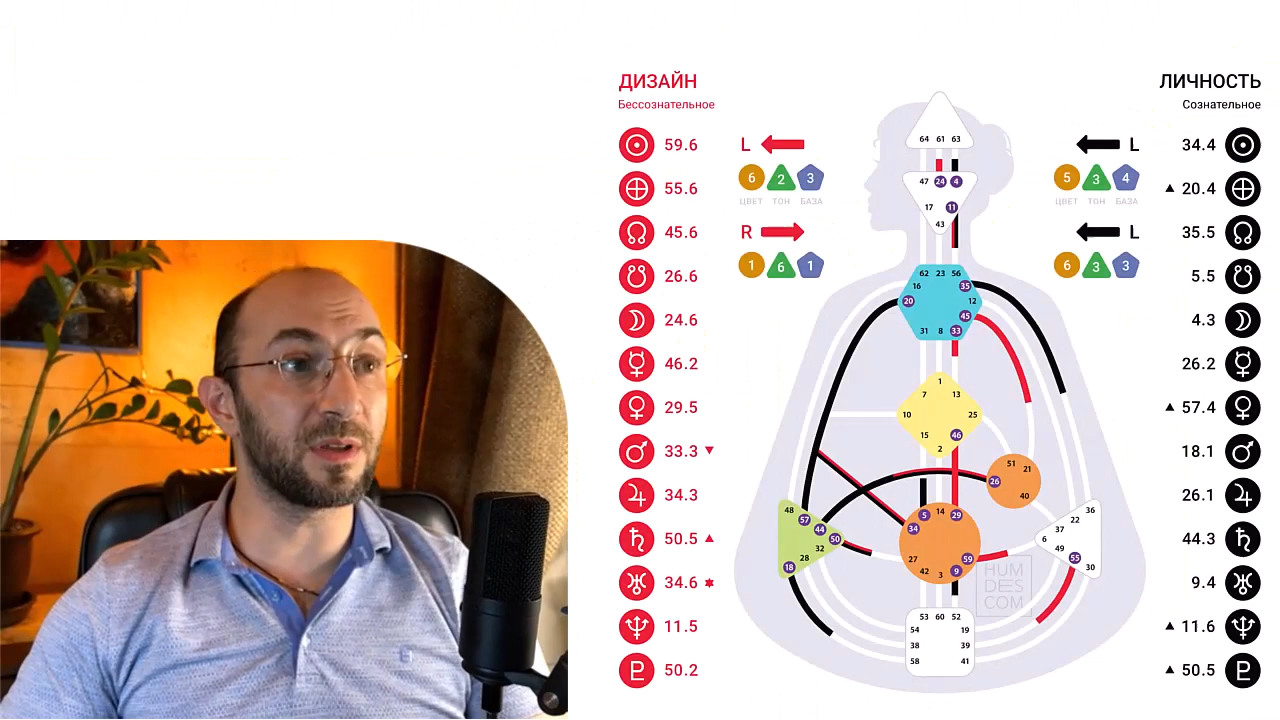 ДИЗАЙН
Бессознательное
59.6
55.6
45.6
26.6
24.6
46.2
29.5
33.3 ▼
34.3
50.5 ▲
34.6
11.5
50.2
L
6 2 3
ЦВЕТ ТОН БАЗА
R
1 6 1
64 61 63
47 24 4
17 11
43
62 23 56
16 35
20 12
45
31 8 33
1
7 13
10 25
15 46
2
51 21
26
40
5 14 29
34
27 59
42 3 9
48
57
44
50
32
28
18
36
22
37
6
49 55
30
53 60 52
54 19
38 39
58 41
HUM
DES
COM
ЛИЧНОСТЬ
Сознательное
L
5 3 4
ЦВЕТ ТОН БАЗА
L
6 3 3
34.4
▲ 20.4
35.5
5.5
4.3
26.2
▲ 57.4
18.1
26.1
44.3
9.4
▲ 11.6
▲ 50.5